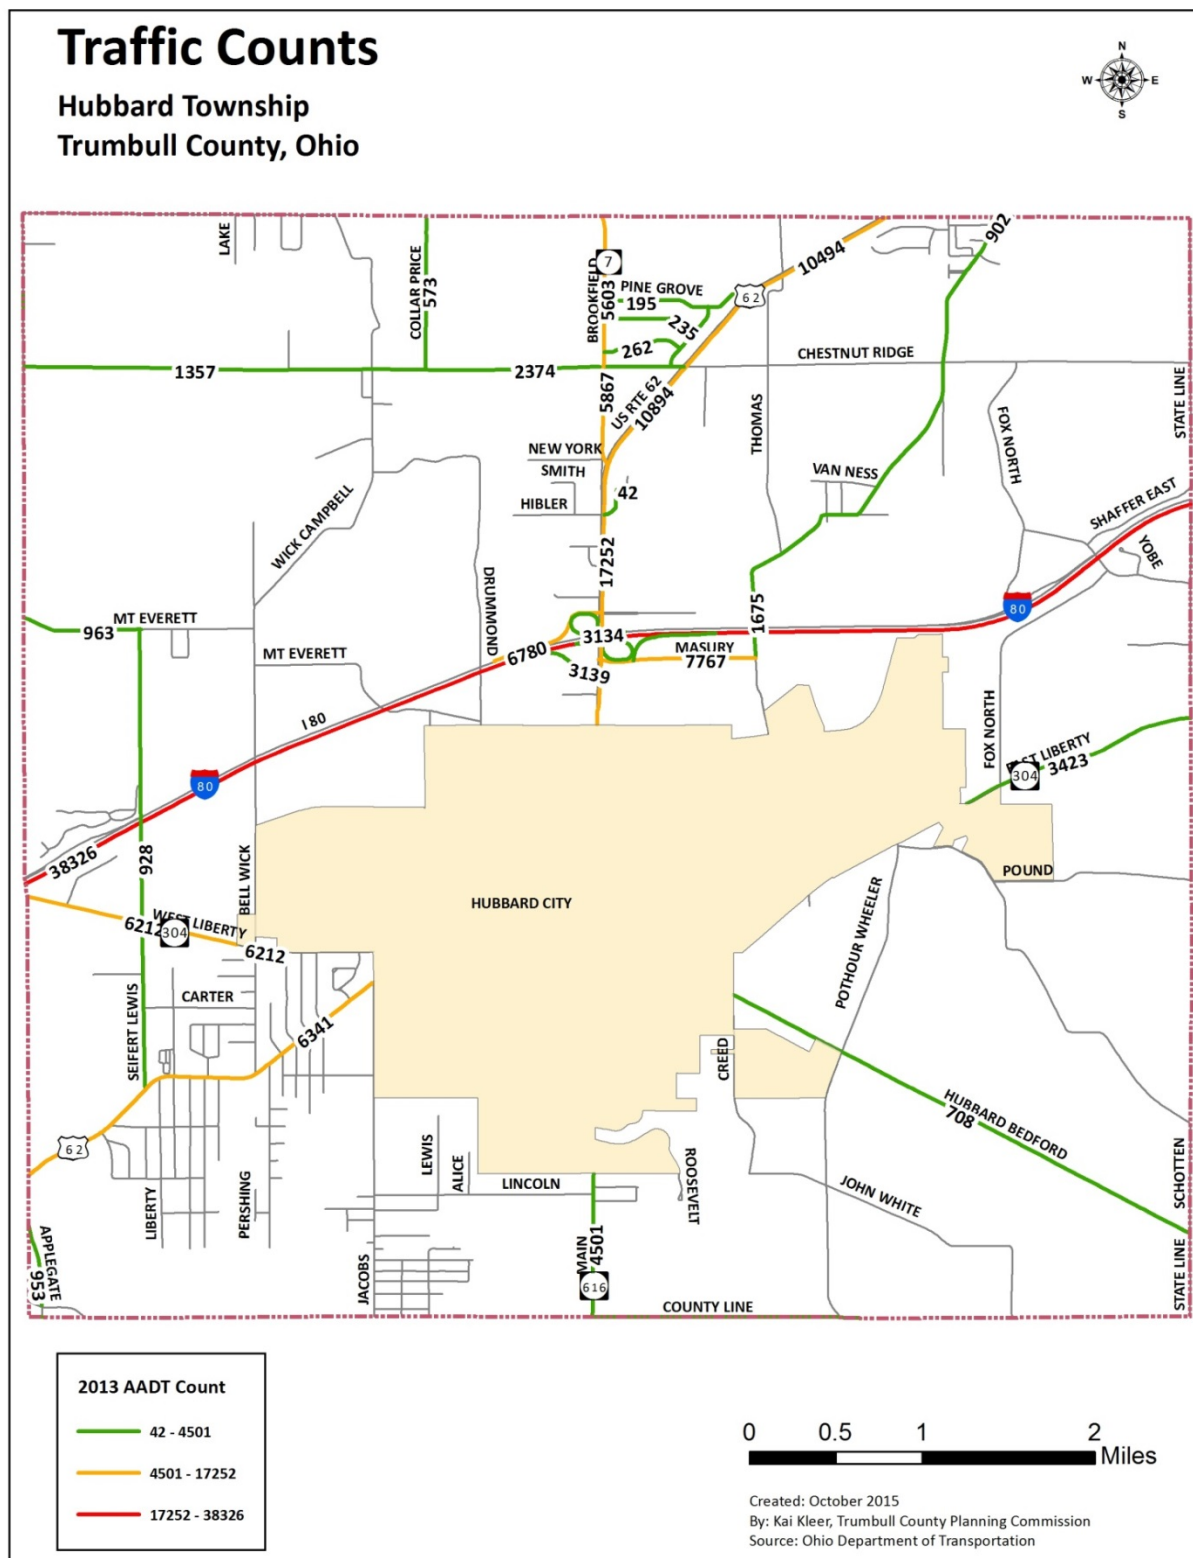 Traffic Counts
Hubbard Township
Trumbull County, Ohio
N
W
E
S
LAKE
COLLAR PRICE
573
BROOKFIELD
7
5603
PINE GROVE
195
235
262
62
10494
902
1357
2374
CHESTNUT RIDGE
STATE LINE
5867
US RTE 62
10894
THOMAS
FOX NORTH
NEW YORK
SMITH
HIBLER
42
VAN NESS
SHAFFER EAST
YOBE
WICK CAMPBELL
DRUMMOND
17252
1675
80
963
MT EVERETT
MT EVERETT
6780
3134
3139
MASURY
7767
I 80
80
FOX NORTH
EAST LIBERTY
304
3423
38326
928
BELL WICK
WEST LIBERTY
6212
304
6212
HUBBARD CITY
POUND
POTHOUR WHEELER
SEIFERT LEWIS
CARTER
6341
CREED
HUBBARD BEDFORD
708
62
LIBERTY
PERSHING
LEWIS
ALICE
LINCOLN
ROOSEVELT
JOHN WHITE
SCHOTTEN
APPLEGATE
953
JACOBS
MAIN
4501
616
COUNTY LINE
STATE LINE
2013 AADT Count
42 - 4501
4501 - 17252
17252 - 38326
0 0.5 1 2
Miles
Created: October 2015
By: Kai Kleer, Trumbull County Planning Commission
Source: Ohio Department of Transportation